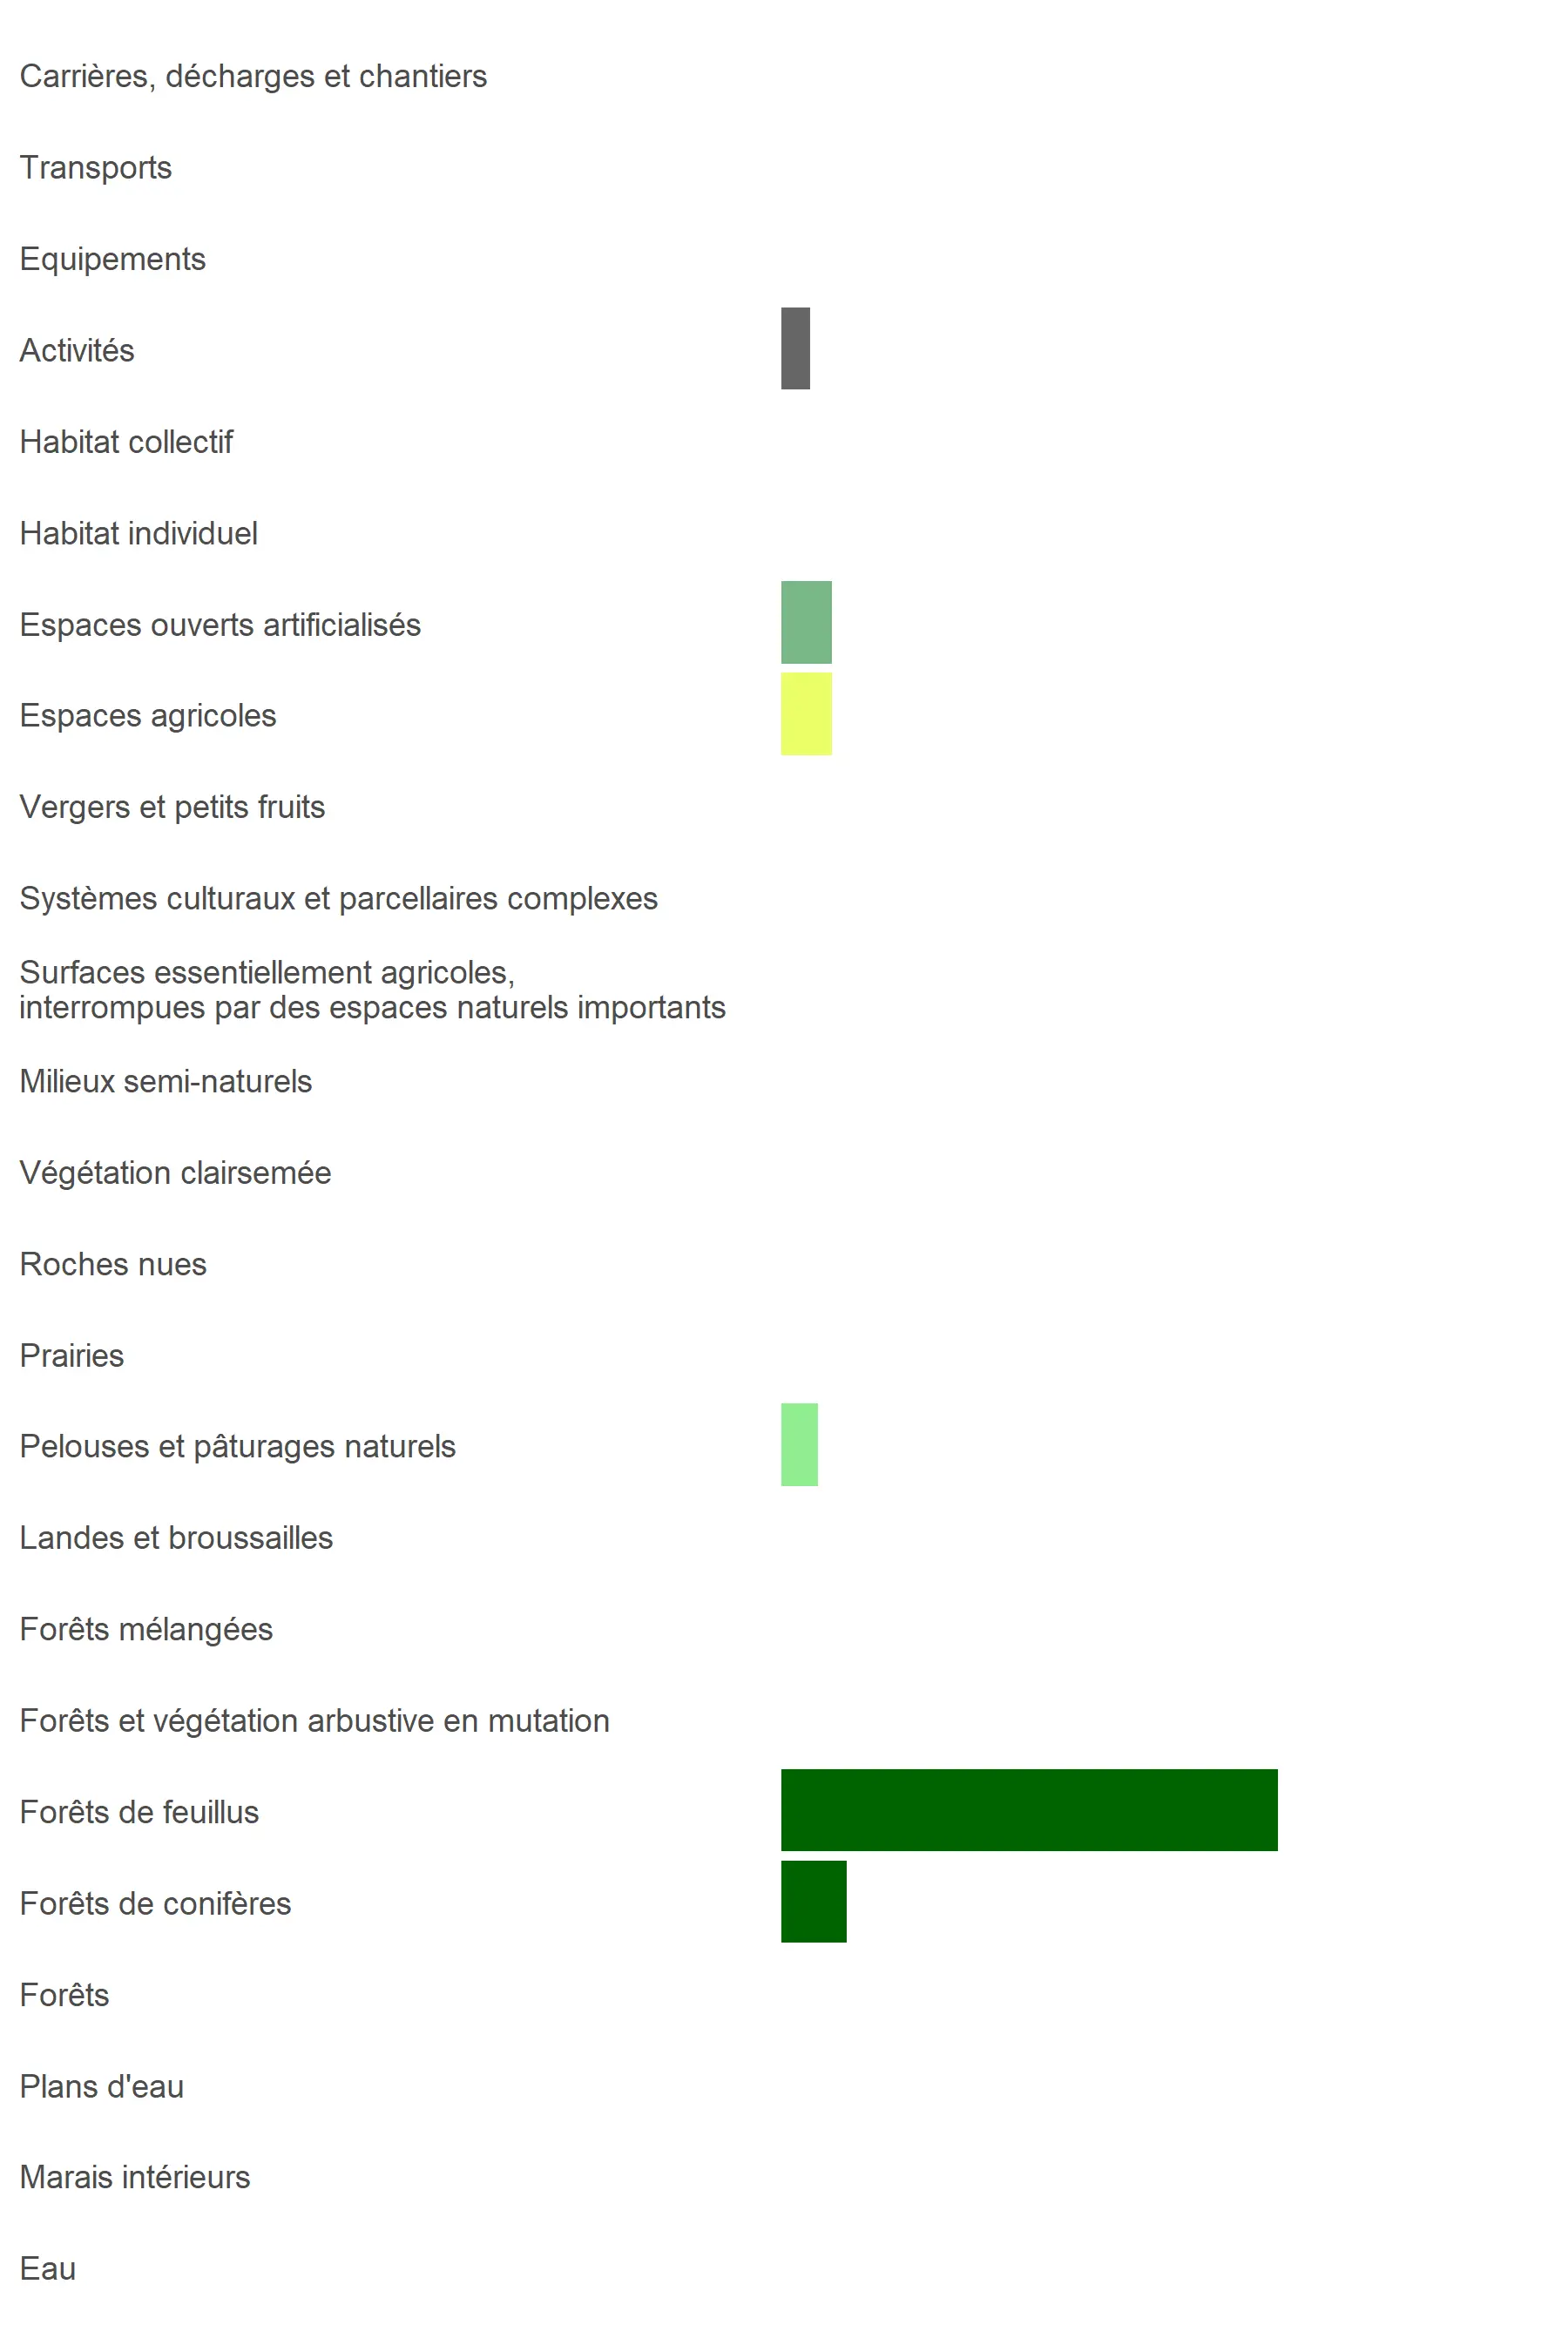 Carrières, décharges et chantiers
Transports
Equipements
Activités
Habitat collectif
Habitat individuel
Espaces ouverts artificialisés
Espaces agricoles
Vergers et petits fruits
Systèmes culturaux et parcellaires complexes
Surfaces essentiellement agricoles,
interrompues par des espaces naturels importants
Milieux semi-naturels
Végétation clairsemée
Roches nues
Prairies
Pelouses et pâturages naturels
Landes et broussailles
Forêts mélangées
Forêts et végétation arbustive en mutation
Forêts de feuillus
Forêts de conifères
Forêts
Plans d'eau
Marais intérieurs
Eau